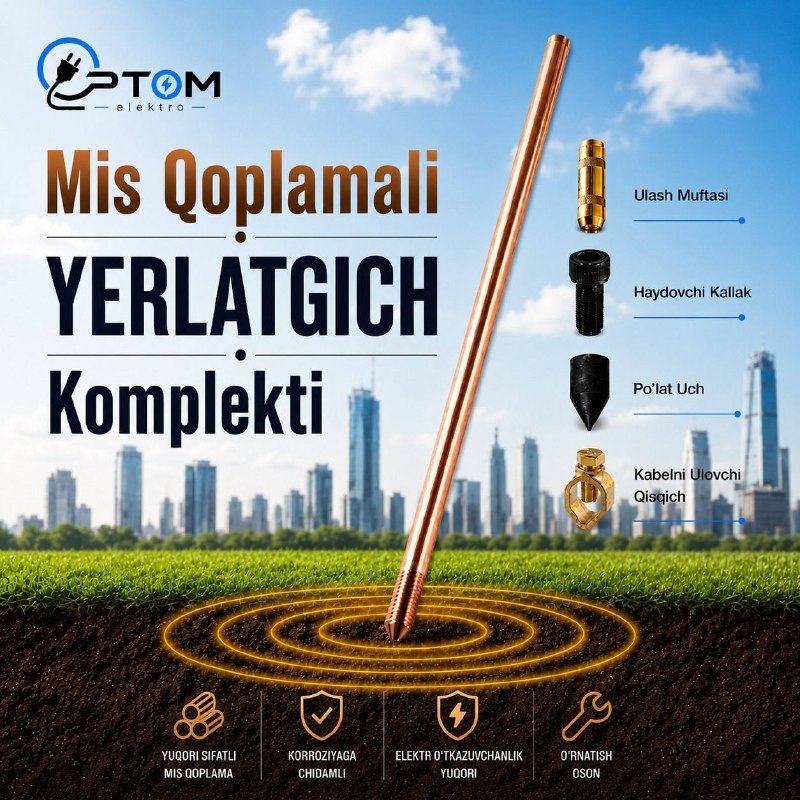 PTOM
elektro
Mis Qoplamali
YERLATGICH
Komplekti
Ulash Muftasi
Haydovchi Kallak
Po'lat Uch
Kabelni Ulovchi
Qisqich
YUQORI SIFATLI
MIS QOPLAMA
KORROZIYAGA
CHIDAMLI
ELEKTR O'TKAZUVCHANLIK
YUQORI
O'RNATISH
OSON